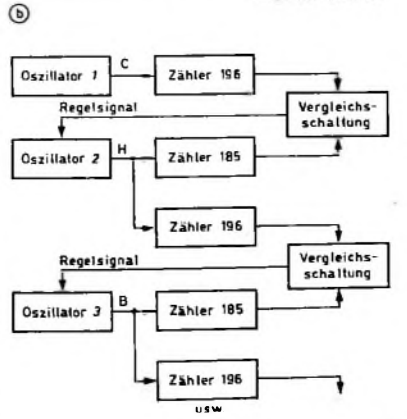 b
C
Oszillator 1
Zähler 196
Regelsignal
Vergleichs-
schaltung
H
Oszillator 2
Zähler 185
Zähler 196
Regelsignal
Vergleichs-
schaltung
B
Oszillator 3
Zähler 185
Zähler 196
usw